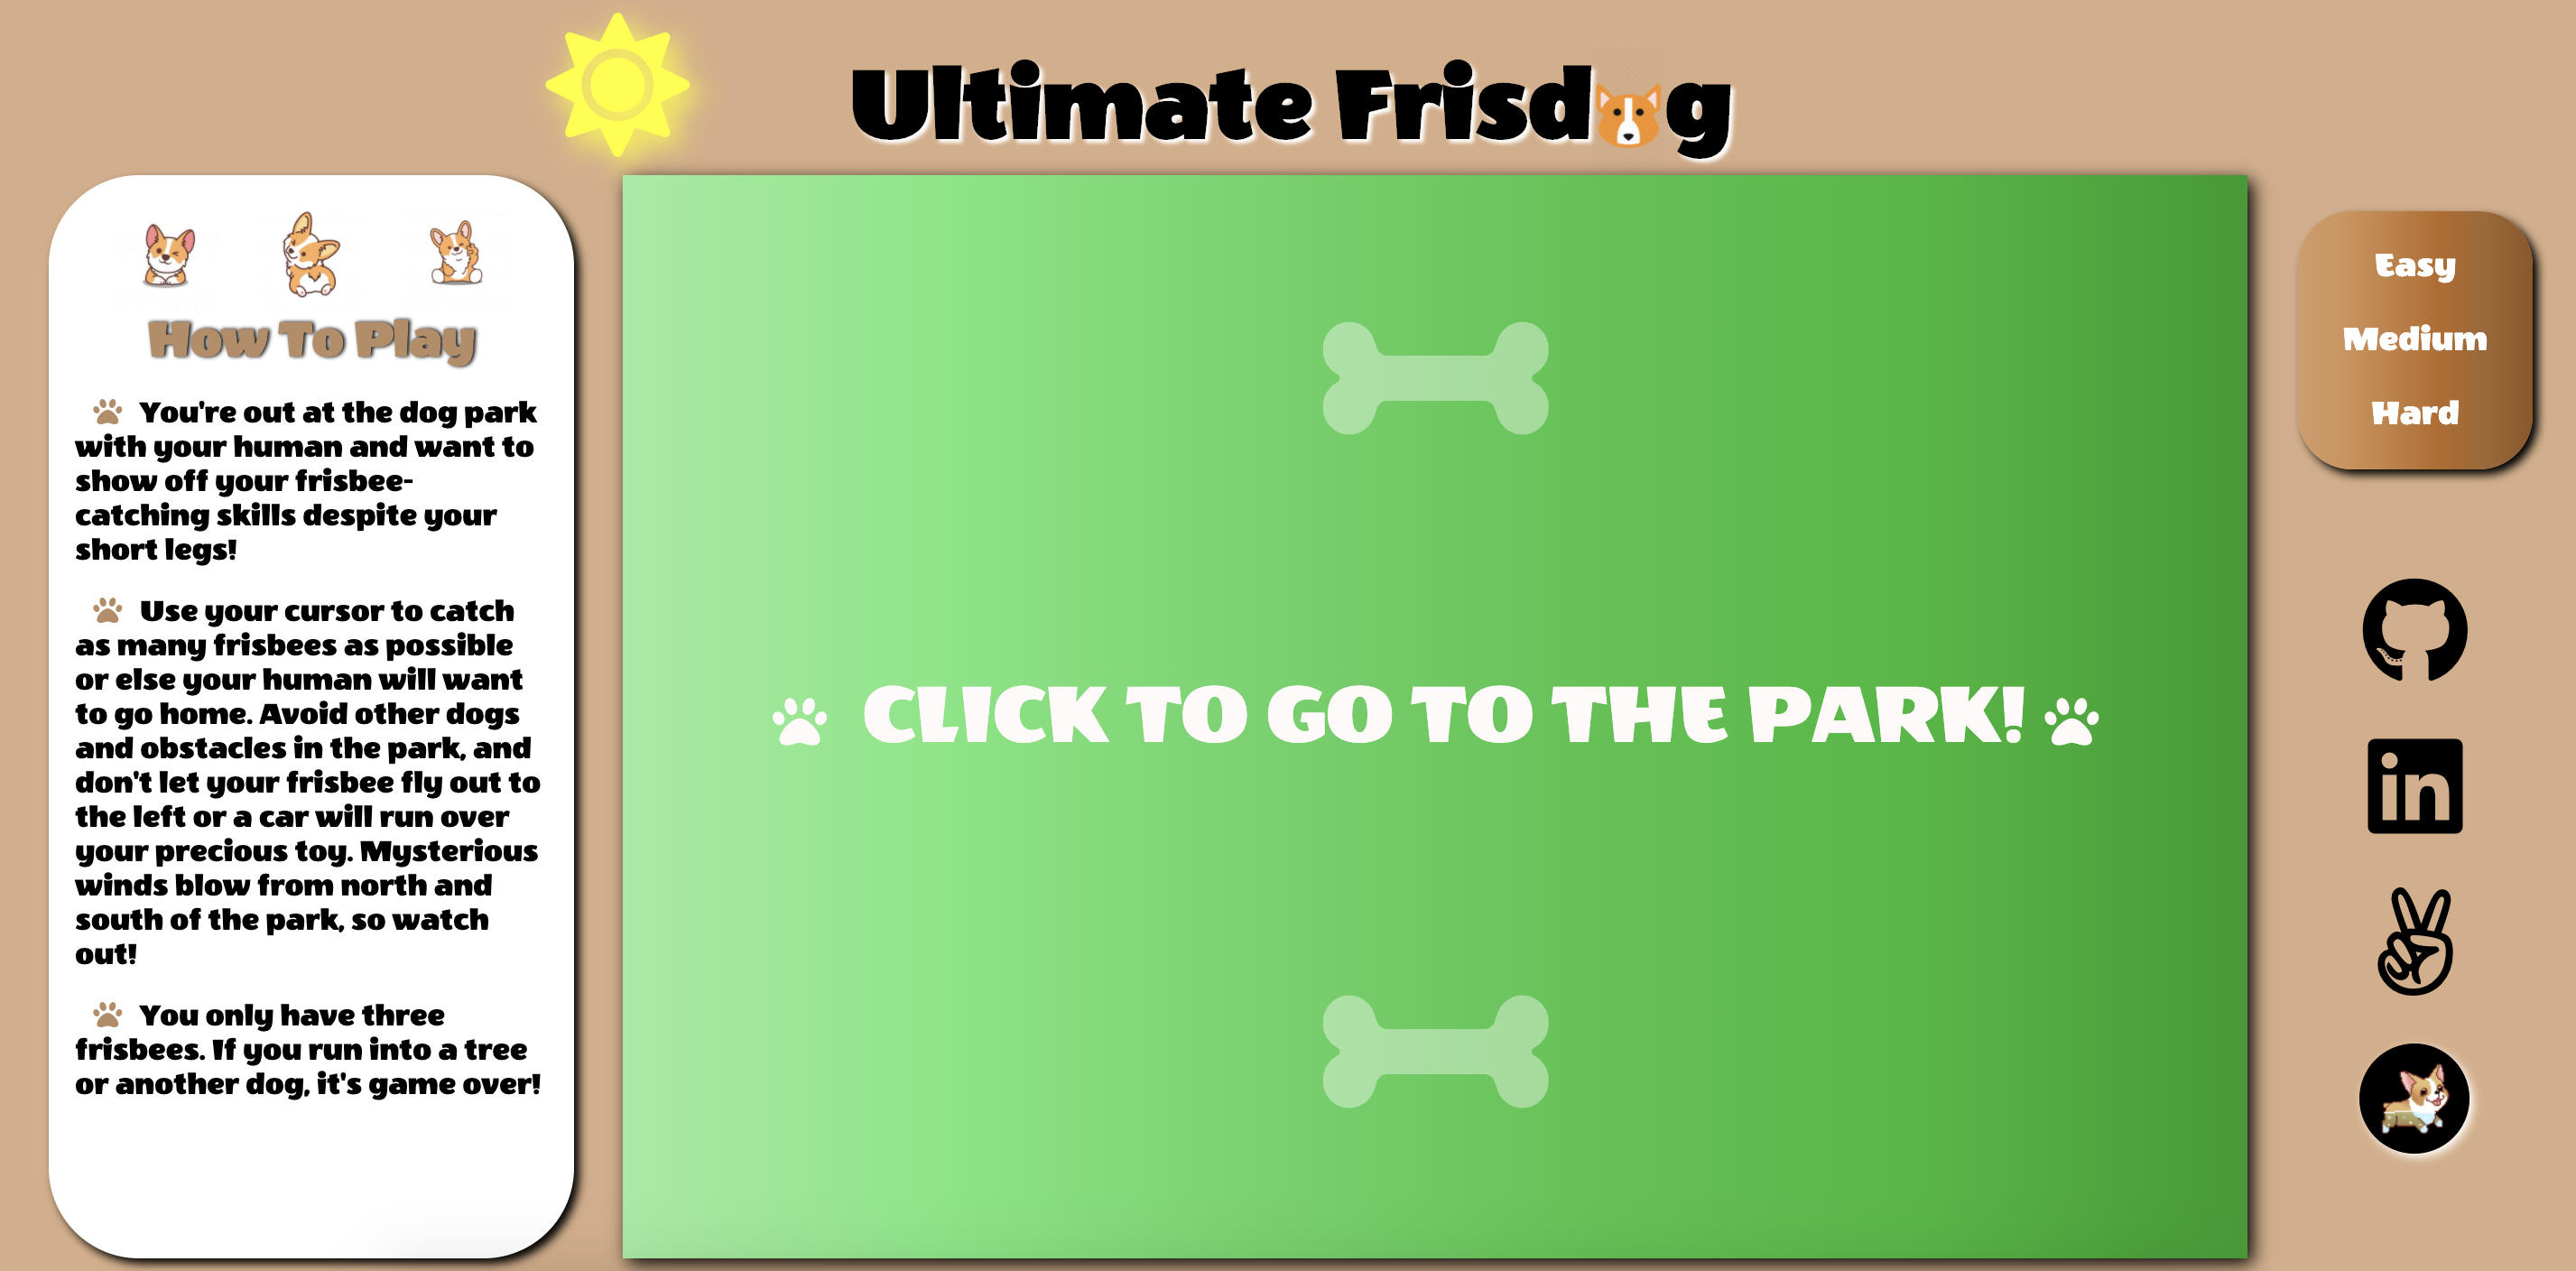 Ultimate Frisdog
How To Play
You're out at the dog park
with your human and want to
show off your frisbee-
catching skills despite your
short legs!
Use your cursor to catch
as many frisbees as possible
or else your human will want
to go home. Avoid other dogs
and obstacles in the park, and
don't let your frisbee fly out to
the left or a car will run over
your precious toy. Mysterious
winds blow from north and
south of the park, so watch
out!
You only have three
frisbees. If you run into a tree
or another dog, it's game over!
CLICK TO GO TO THE PARK!
Easy
Medium
Hard
in